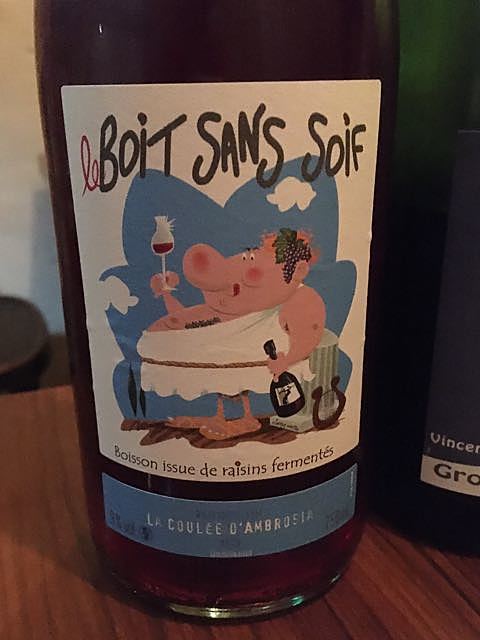 le BOIT SANS SOIF
Boisson issue de raisins fermentés
LA COULÉE D'AMBROSIA
Vincen
Gro